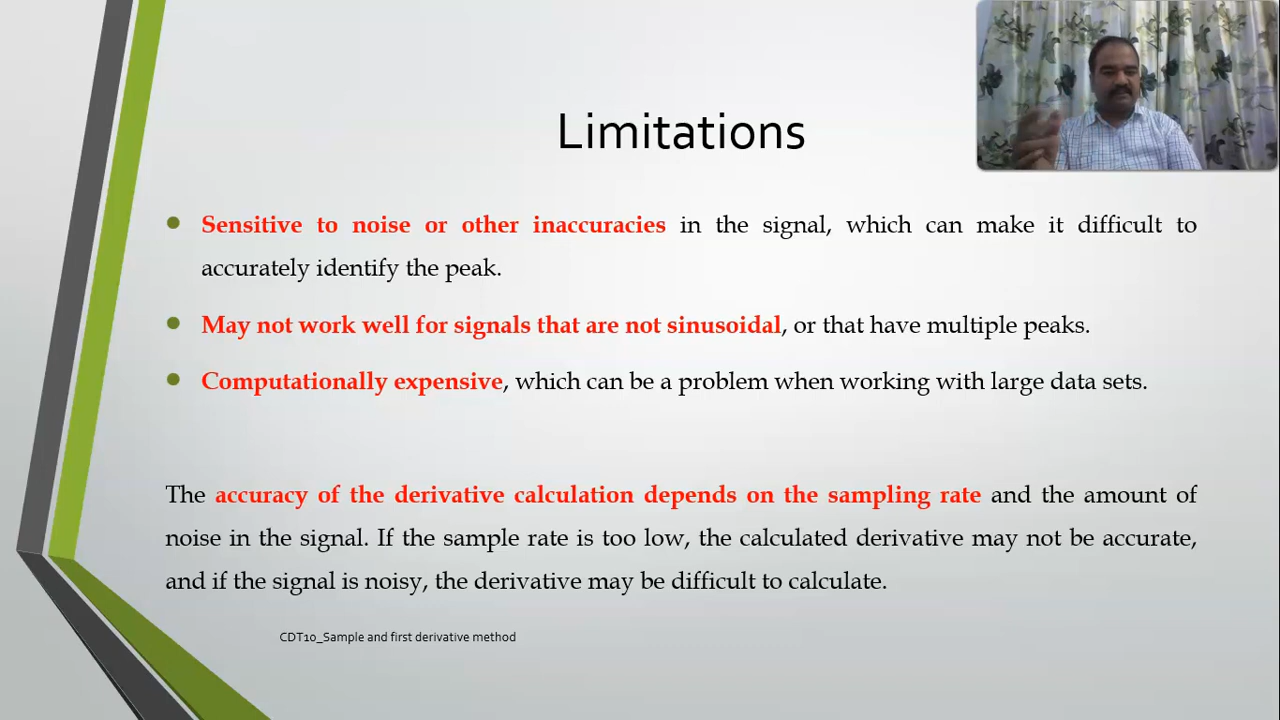 Limitations
Sensitive to noise or other inaccuracies in the signal, which can make it difficult to
accurately identify the peak.
May not work well for signals that are not sinusoidal, or that have multiple peaks.
Computationally expensive, which can be a problem when working with large data sets.
The accuracy of the derivative calculation depends on the sampling rate and the amount of
noise in the signal. If the sample rate is too low, the calculated derivative may not be accurate,
and if the signal is noisy, the derivative may be difficult to calculate.
CDT10_Sample and first derivative method